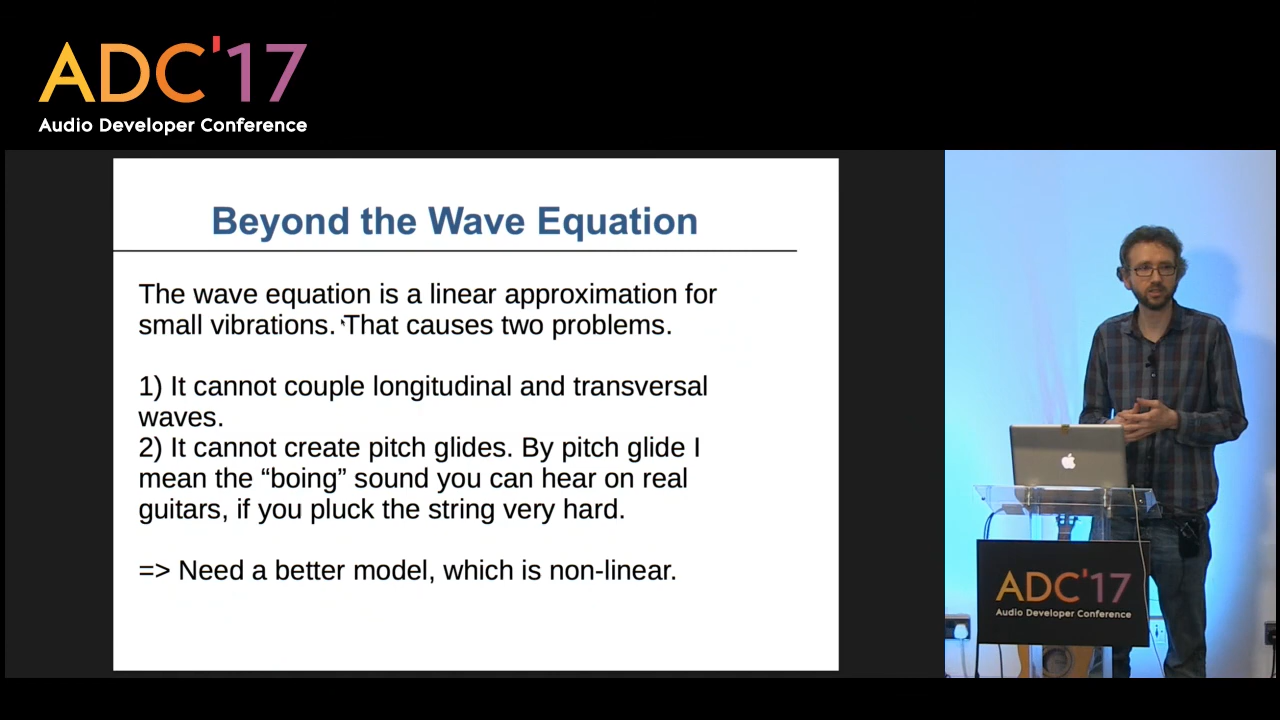 ADC'17
Audio Developer Conference
Beyond the Wave Equation
The wave equation is a linear approximation for
small vibrations. That causes two problems.
1) It cannot couple longitudinal and transversal
waves.
2) It cannot create pitch glides. By pitch glide I
mean the “boing” sound you can hear on real
guitars, if you pluck the string very hard.
=> Need a better model, which is non-linear.
ADC'17
Audio Developer Conference